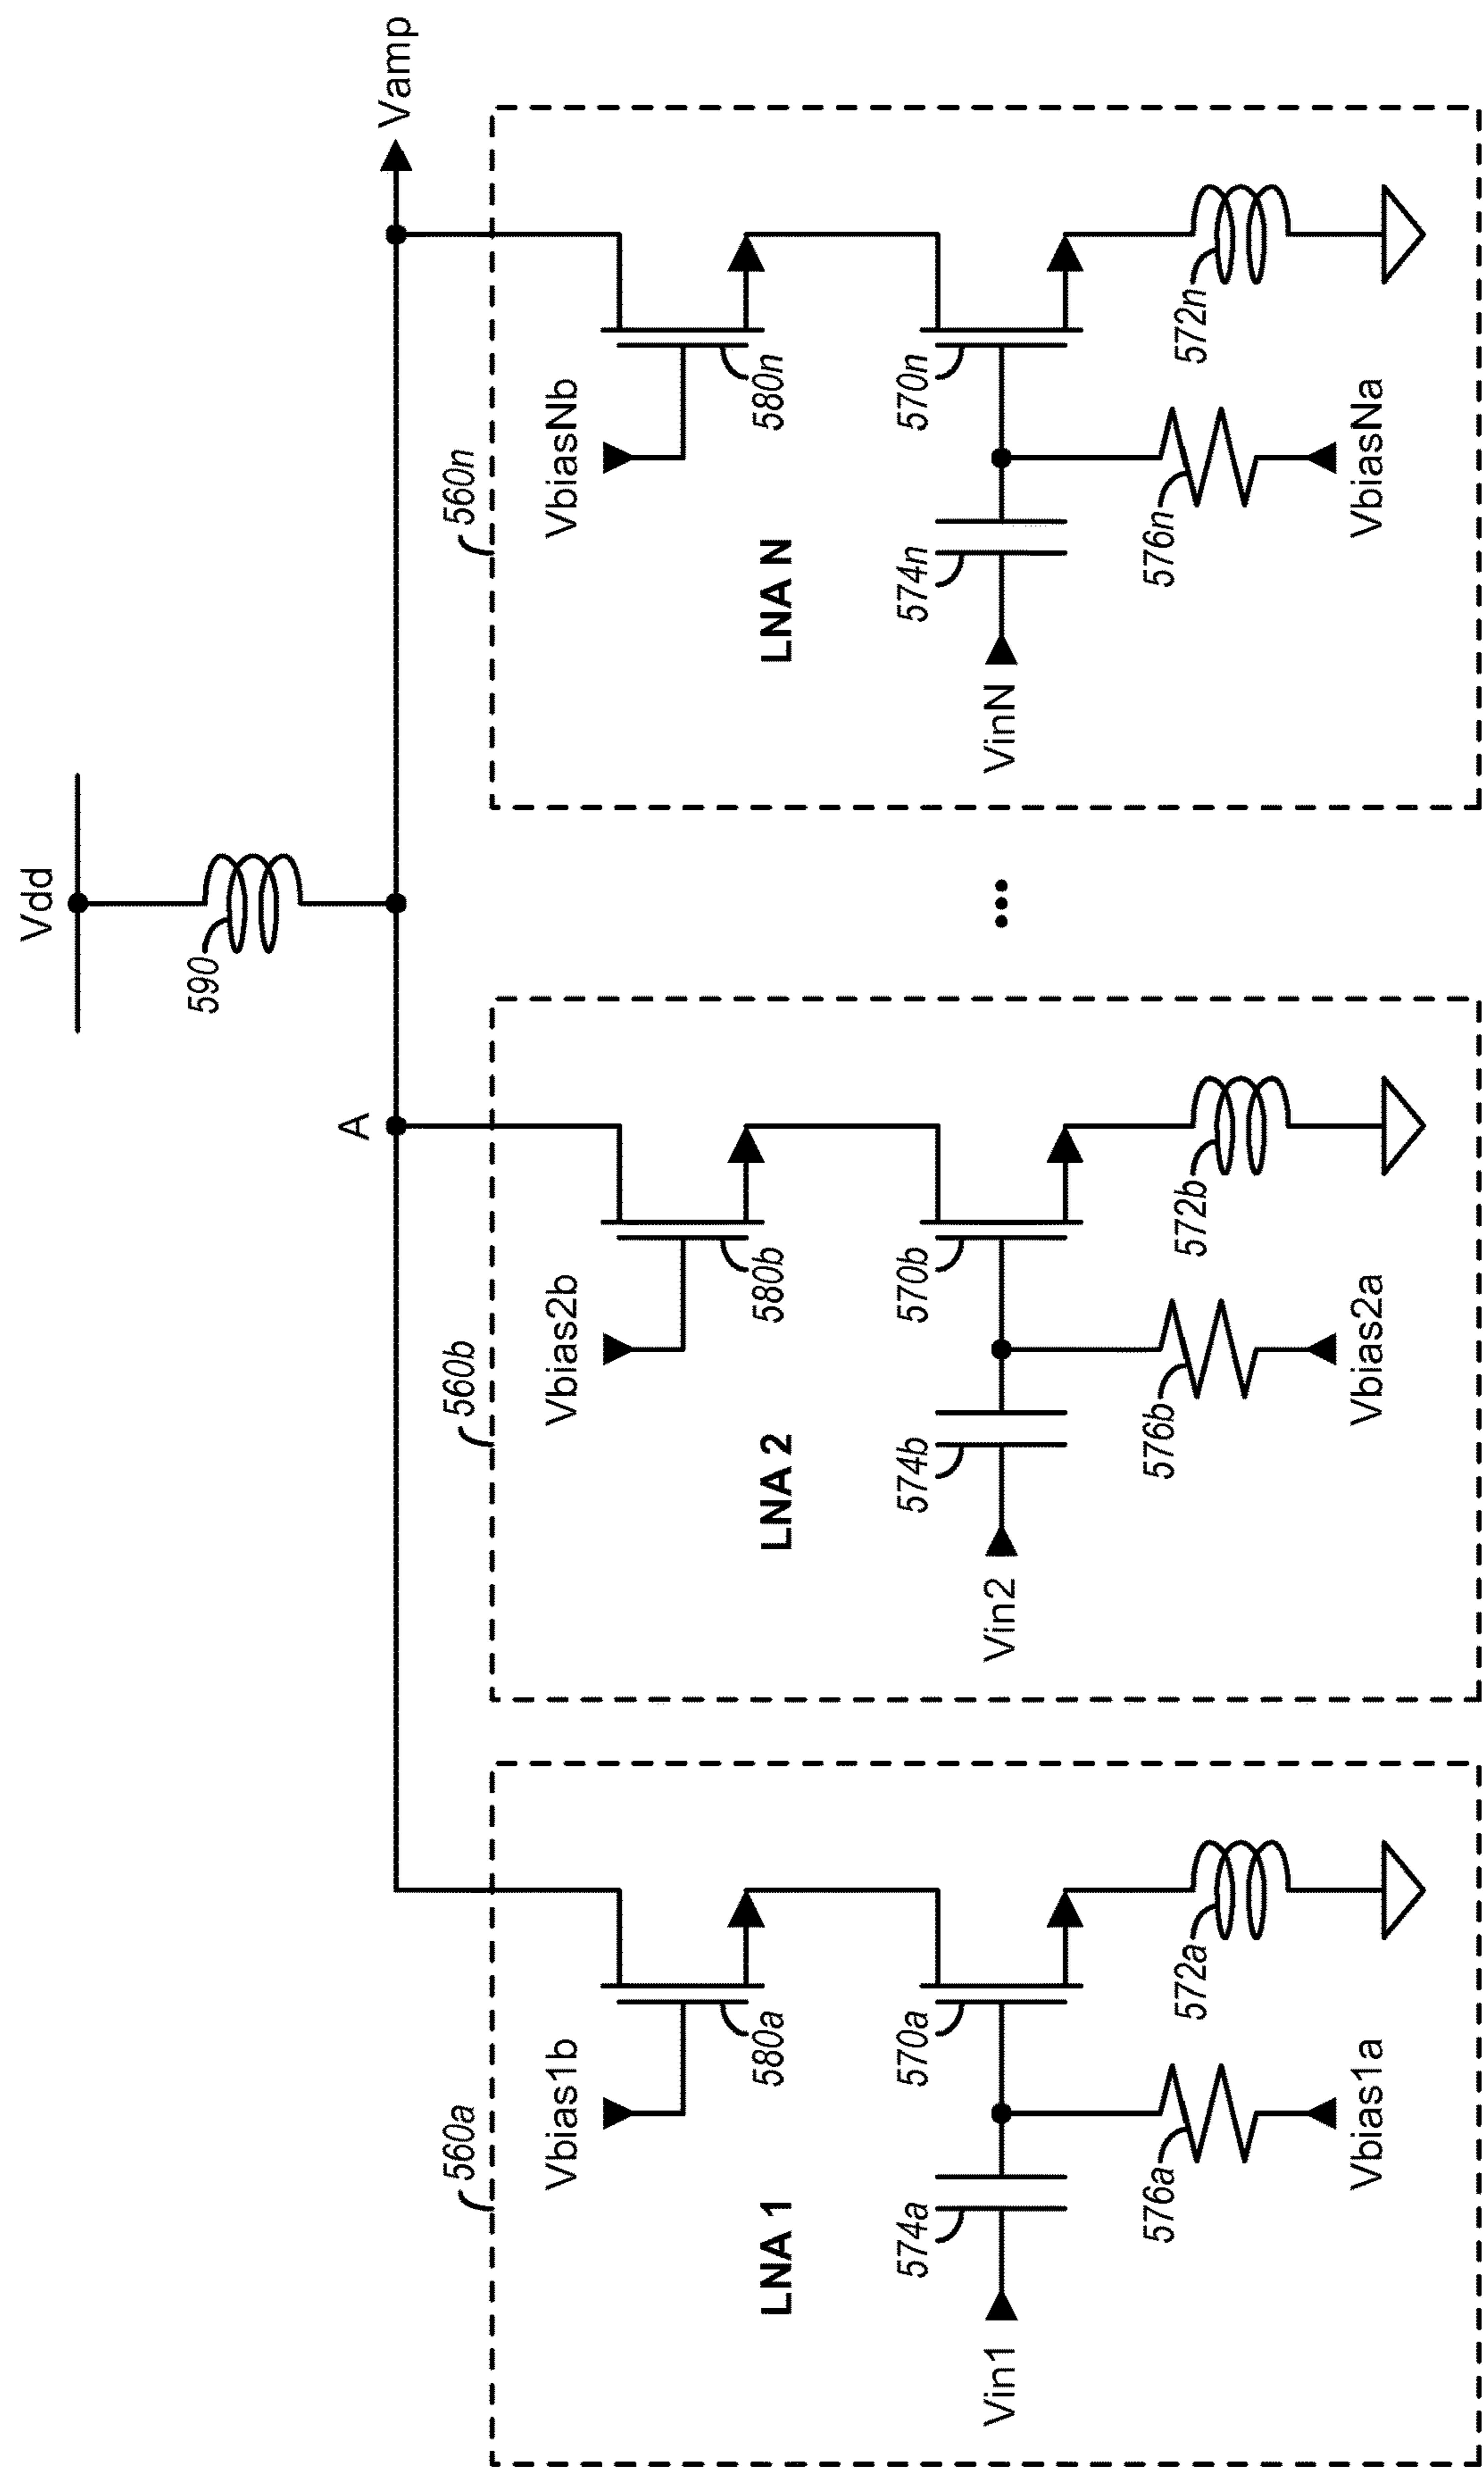 Vdd
590
A
Vamp
560a
Vbias1b
580a
LNA 1
574a
570a
Vin1
576a
572a
Vbias1a
560b
Vbias2b
580b
LNA 2
574b
570b
Vin2
576b
572b
Vbias2a
...
560n
VbiasNb
580n
LNA N
574n
570n
VinN
576n
572n
VbiasNa